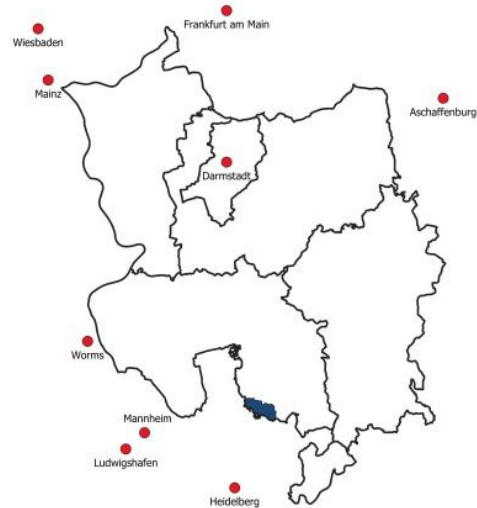 Frankfurt am Main
Wiesbaden
Mainz
Aschaffenburg
Darmstadt
Worms
Mannheim
Ludwigshafen
Heidelberg